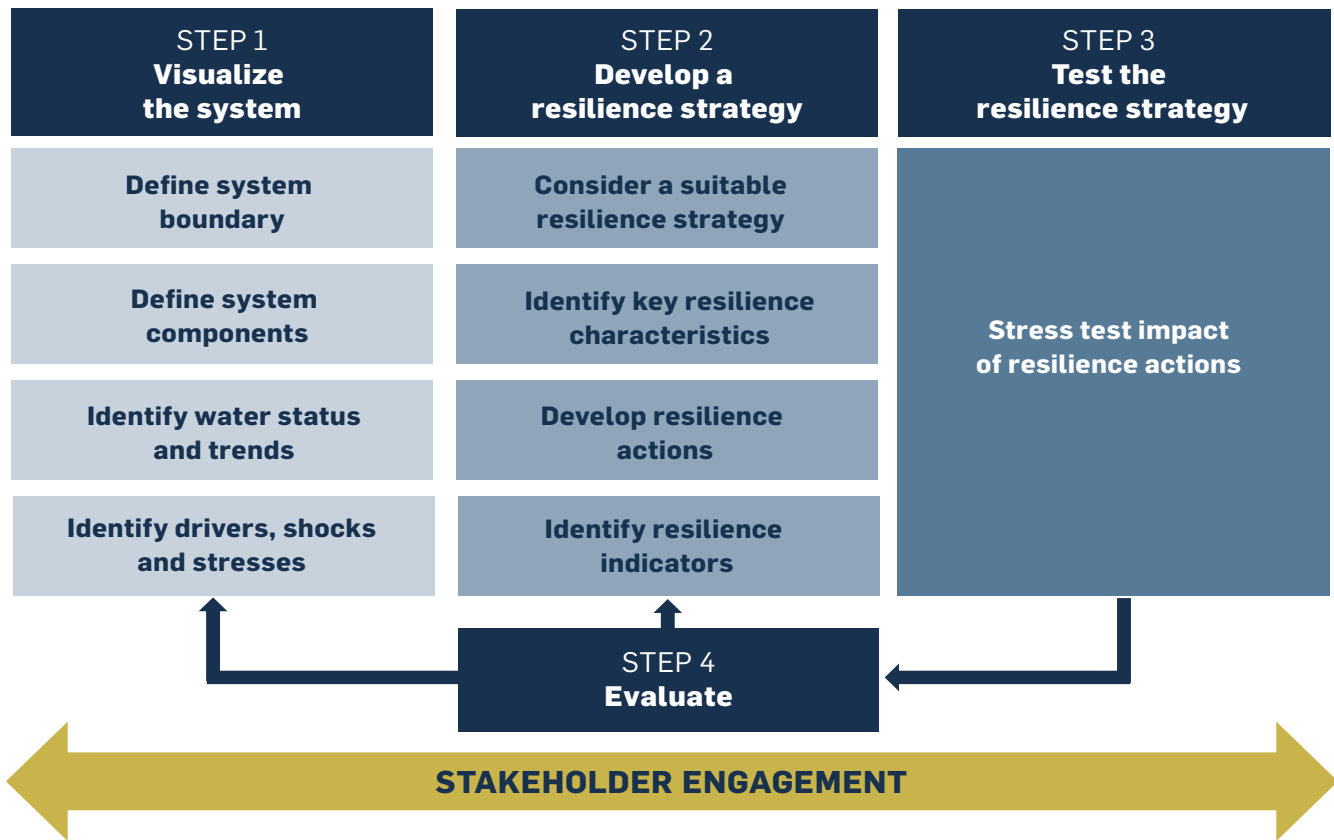 STEP 1
Visualize
the system
Define system
boundary
Define system
components
Identify water status
and trends
Identify drivers, shocks
and stresses
STEP 2
Develop a
resilience strategy
Consider a suitable
resilience strategy
Identify key resilience
characteristics
Develop resilience
actions
Identify resilience
indicators
STEP 3
Test the
resilience strategy
Stress test impact
of resilience actions
STEP 4
Evaluate
STAKEHOLDER ENGAGEMENT